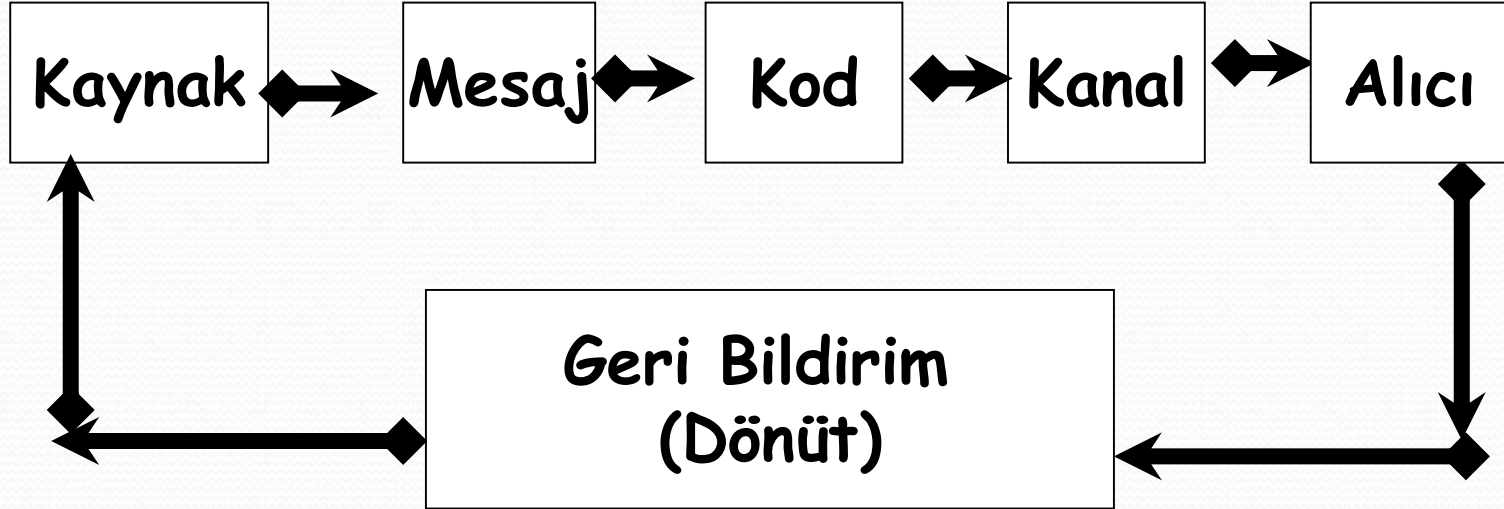 Kaynak
Mesaj
Kod
Kanal
Alıcı
Geri Bildirim
(Dönüt)